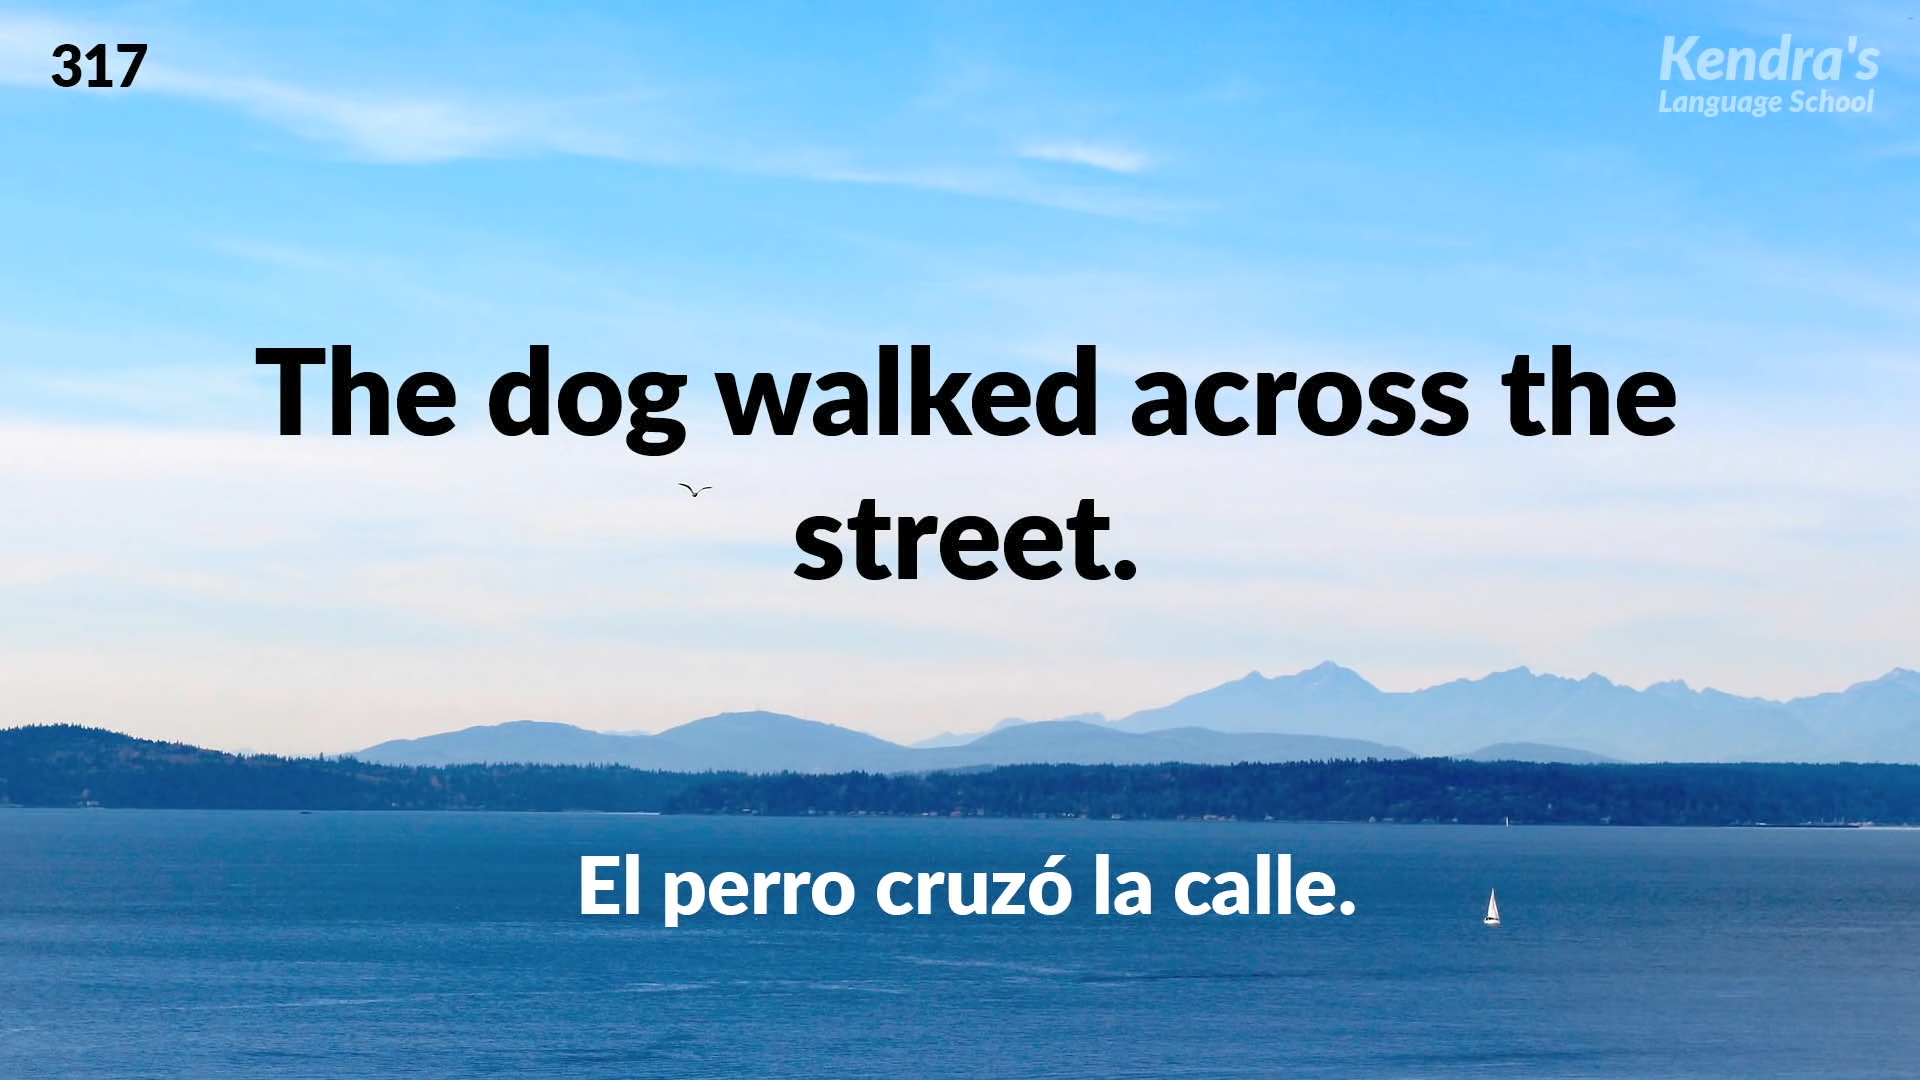 317
Kendra's
Language School
The dog walked across the
street.
El perro cruzó la calle.